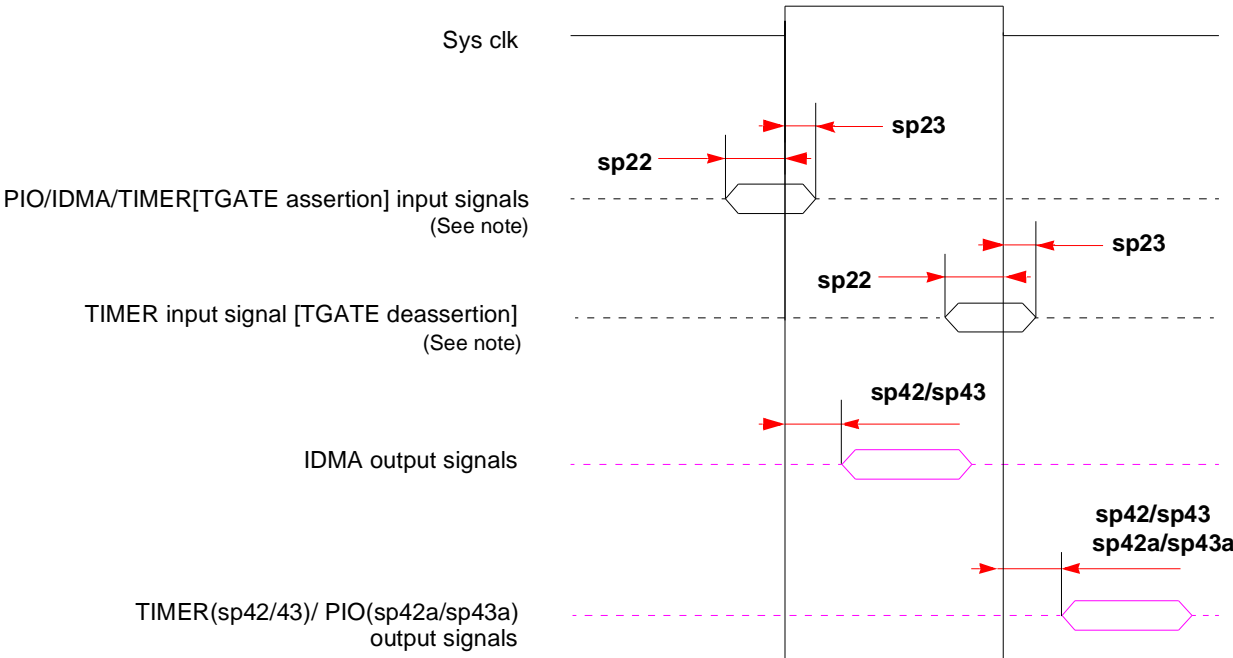 Sys clk
sp23
sp22
PIO/IDMA/TIMER[TGATE assertion] input signals
(See note)
sp23
sp22
TIMER input signal [TGATE deassertion]
(See note)
sp42/sp43
IDMA output signals
sp42/sp43
sp42a/sp43a
TIMER(sp42/43)/ PIO(sp42a/sp43a)
output signals